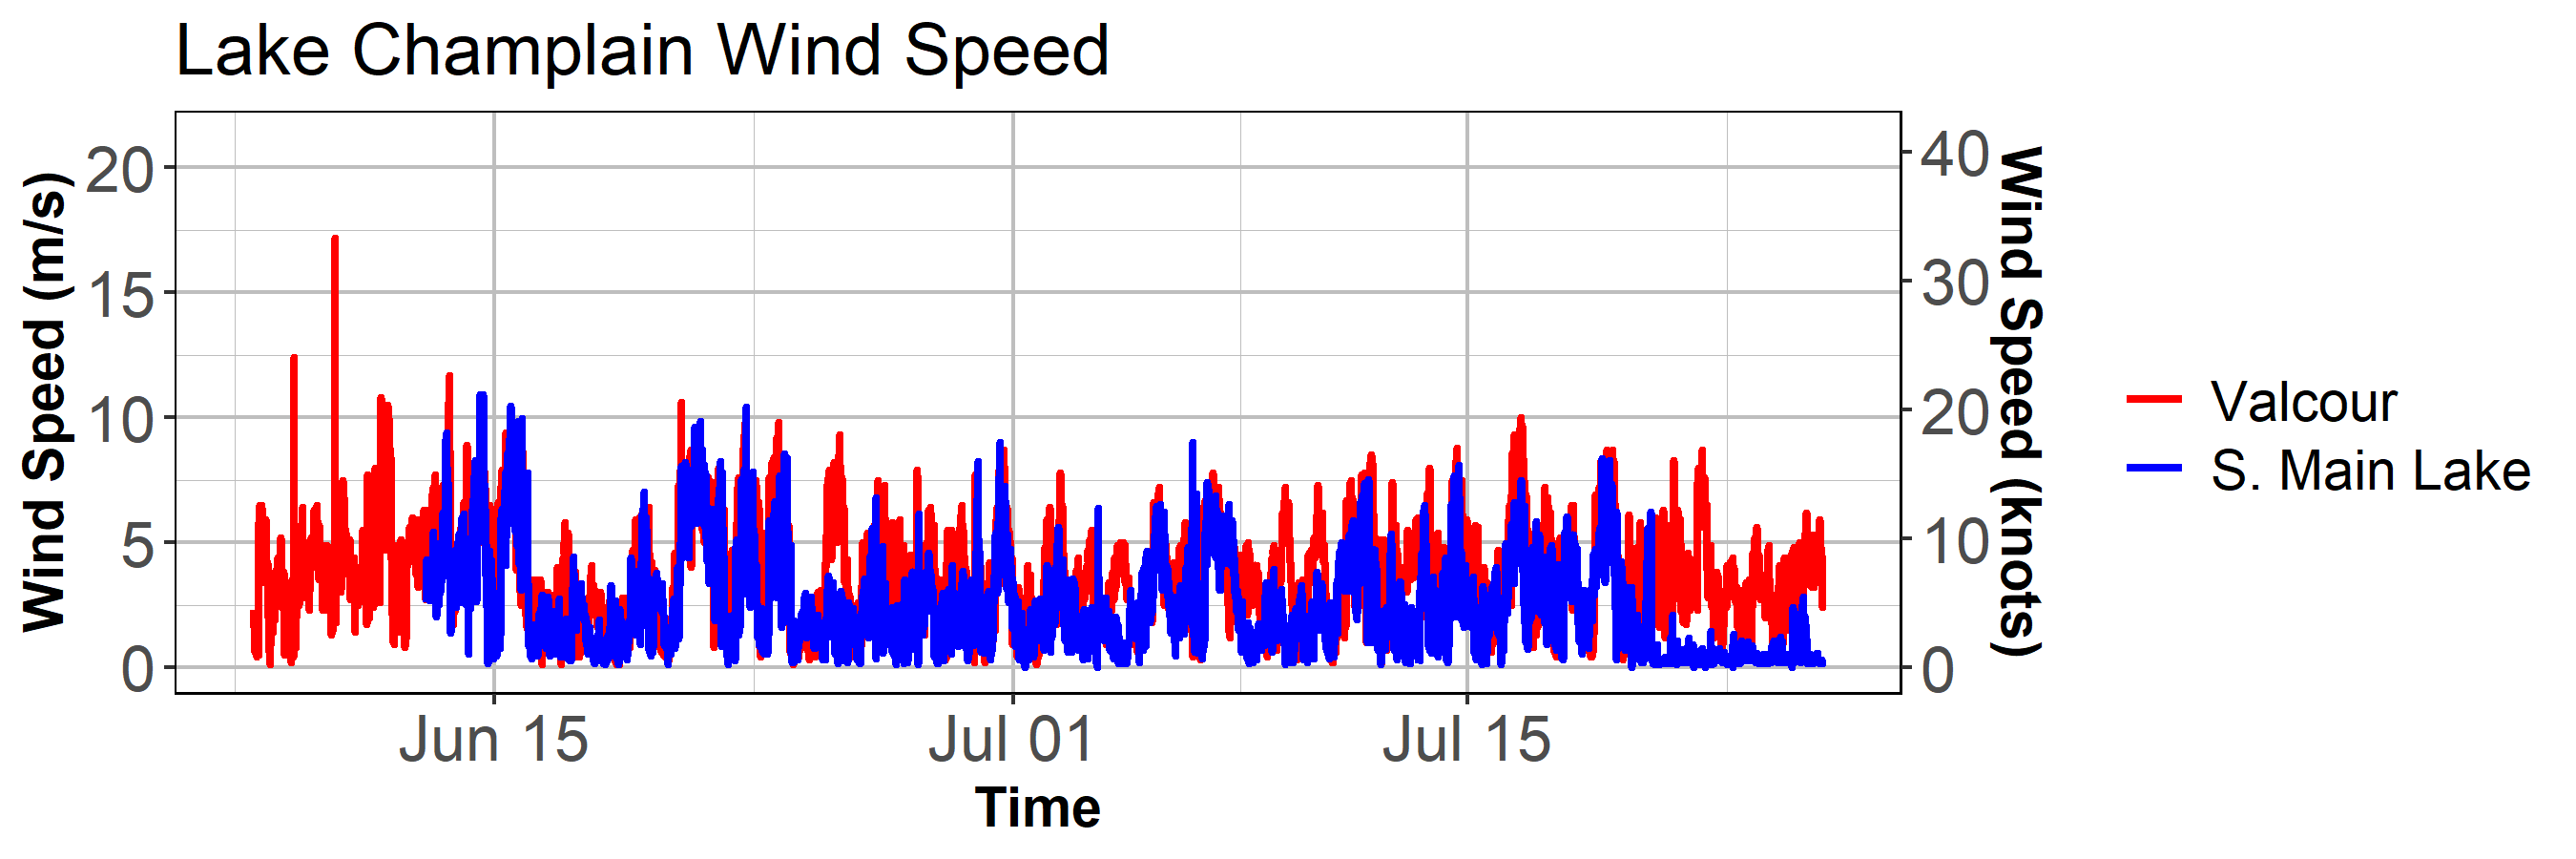 Lake Champlain Wind Speed
Wind Speed (m/s)
20
15
10
5
0
40
30
20
10
0
Wind Speed (knots)
Jun 15
Jul 01
Jul 15
Time
Valcour
S. Main Lake